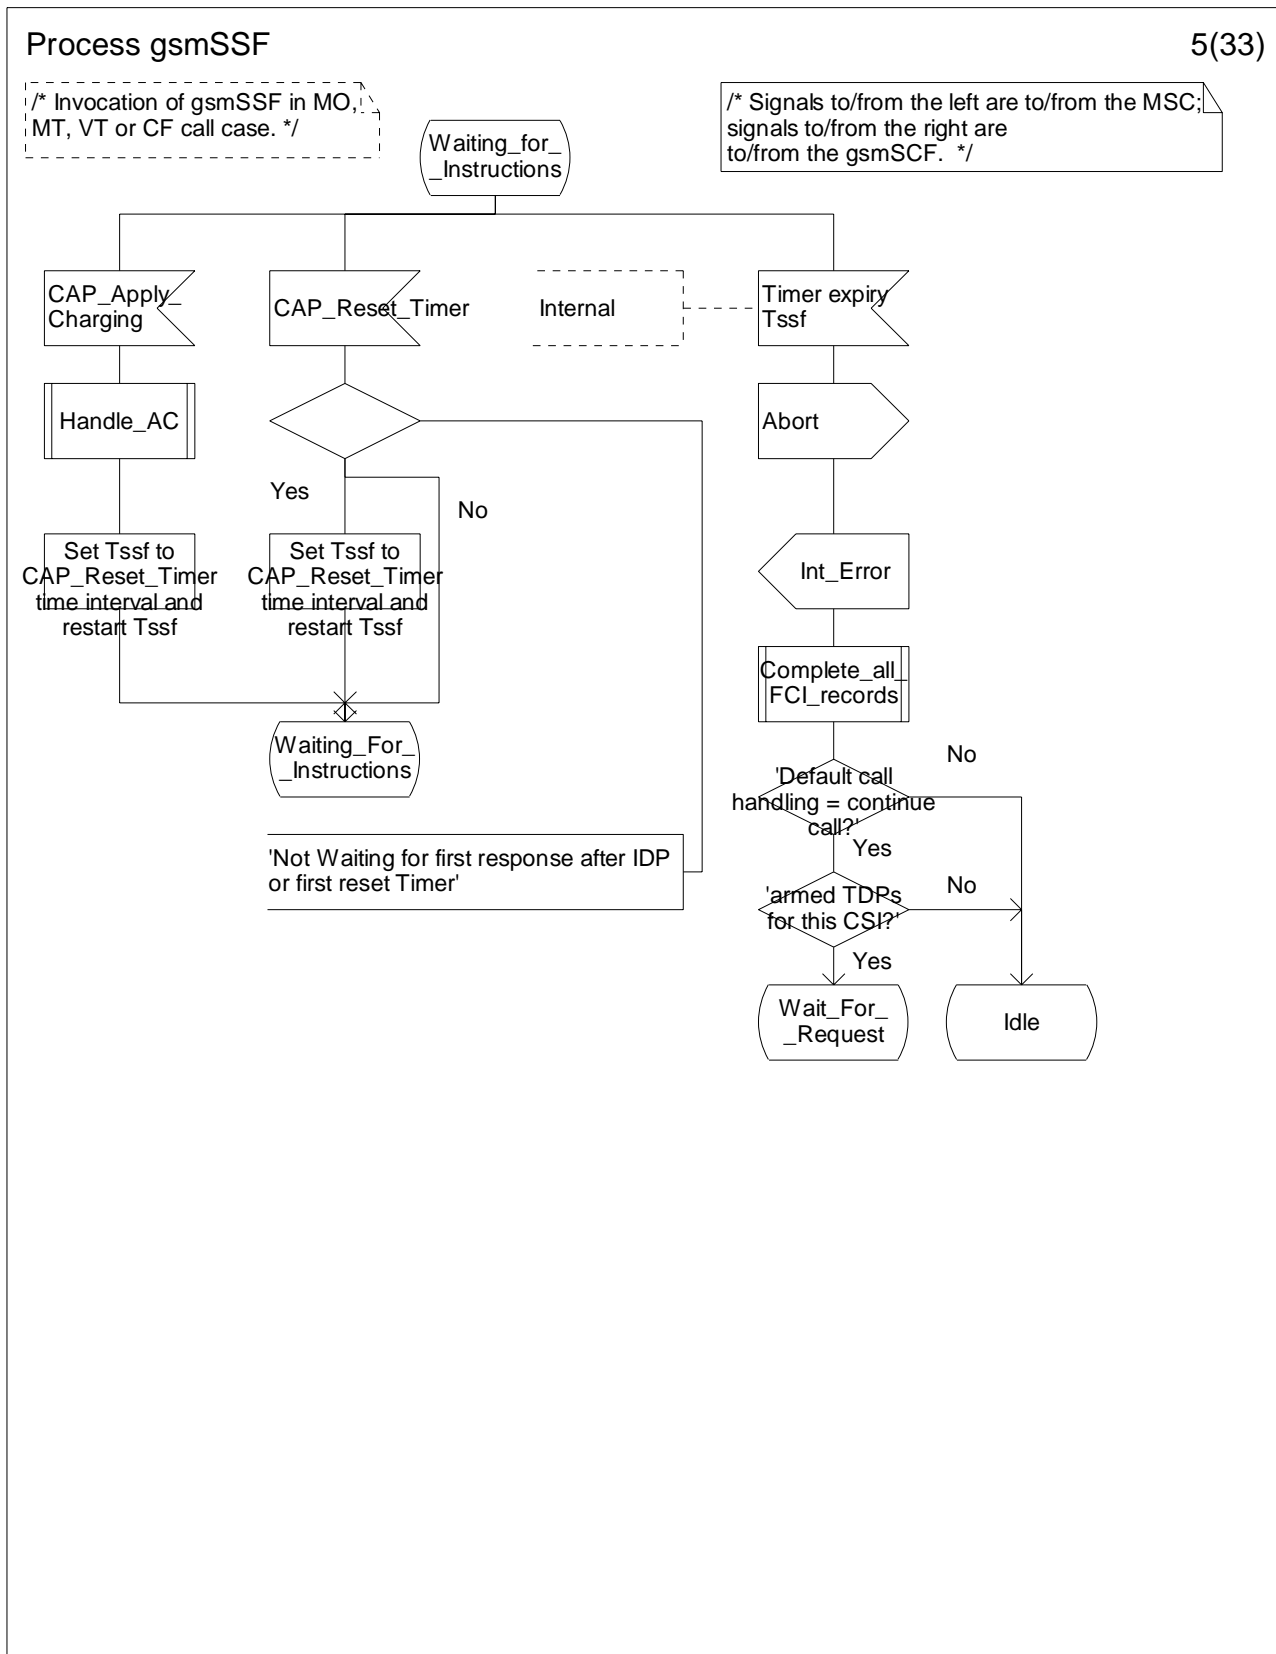 Process gsmSSF
5(33)
/* Invocation of gsmSSF in MO,
MT, VT or CF call case. */
/* Signals to/from the left are to/from the MSC;
signals to/from the right are
to/from the gsmSCF.  */
Waiting_for_
_Instructions
CAP_Apply_
Charging
CAP_Reset_Timer
Internal
Timer expiry
Tssf
Handle_AC
Abort
Yes
No
Set Tssf to
CAP_Reset_Timer
time interval and
restart Tssf
Set Tssf to
CAP_Reset_Timer
time interval and
restart Tssf
Int_Error
Complete_all_
FCI_records
Waiting_For_
_Instructions
No
'Default call
handling = continue
call?'
Yes
'Not Waiting for first response after IDP
or first reset Timer'
'armed TDPs
for this CSI?'
No
Yes
Wait_For_
_Request
Idle